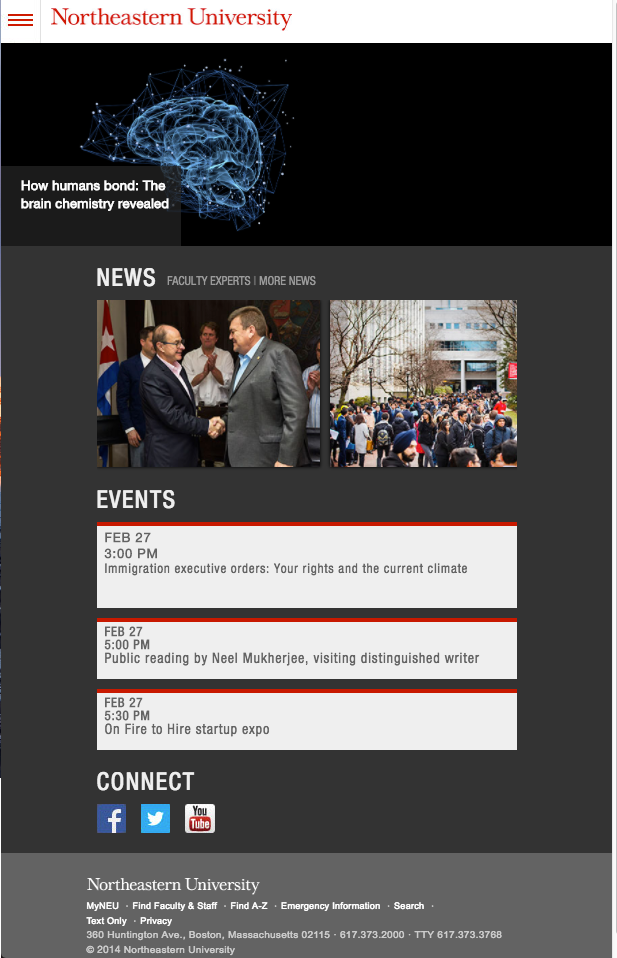 Northeastern University
How humans bond: The
brain chemistry revealed
NEWS FACULTY EXPERTS | MORE NEWS
EVENTS
FEB 27
3:00 PM
Immigration executive orders: Your rights and the current climate
FEB 27
5:00 PM
Public reading by Neel Mukherjee, visiting distinguished writer
FEB 27
5:30 PM
On Fire to Hire startup expo
CONNECT
You
Tube
Northeastern University
MyNEU · Find Faculty & Staff · Find A-Z · Emergency Information · Search ·
Text Only · Privacy
360 Huntington Ave., Boston, Massachusetts 02115 · 617.373.2000 · TTY 617.373.3768
© 2014 Northeastern University